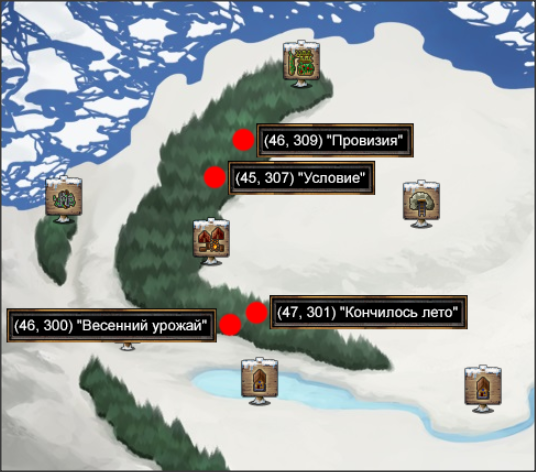 (46, 309) "Провизия"
(45, 307) "Условие"
(47, 301) "Кончилось лето"
(46, 300) "Весенний урожай"